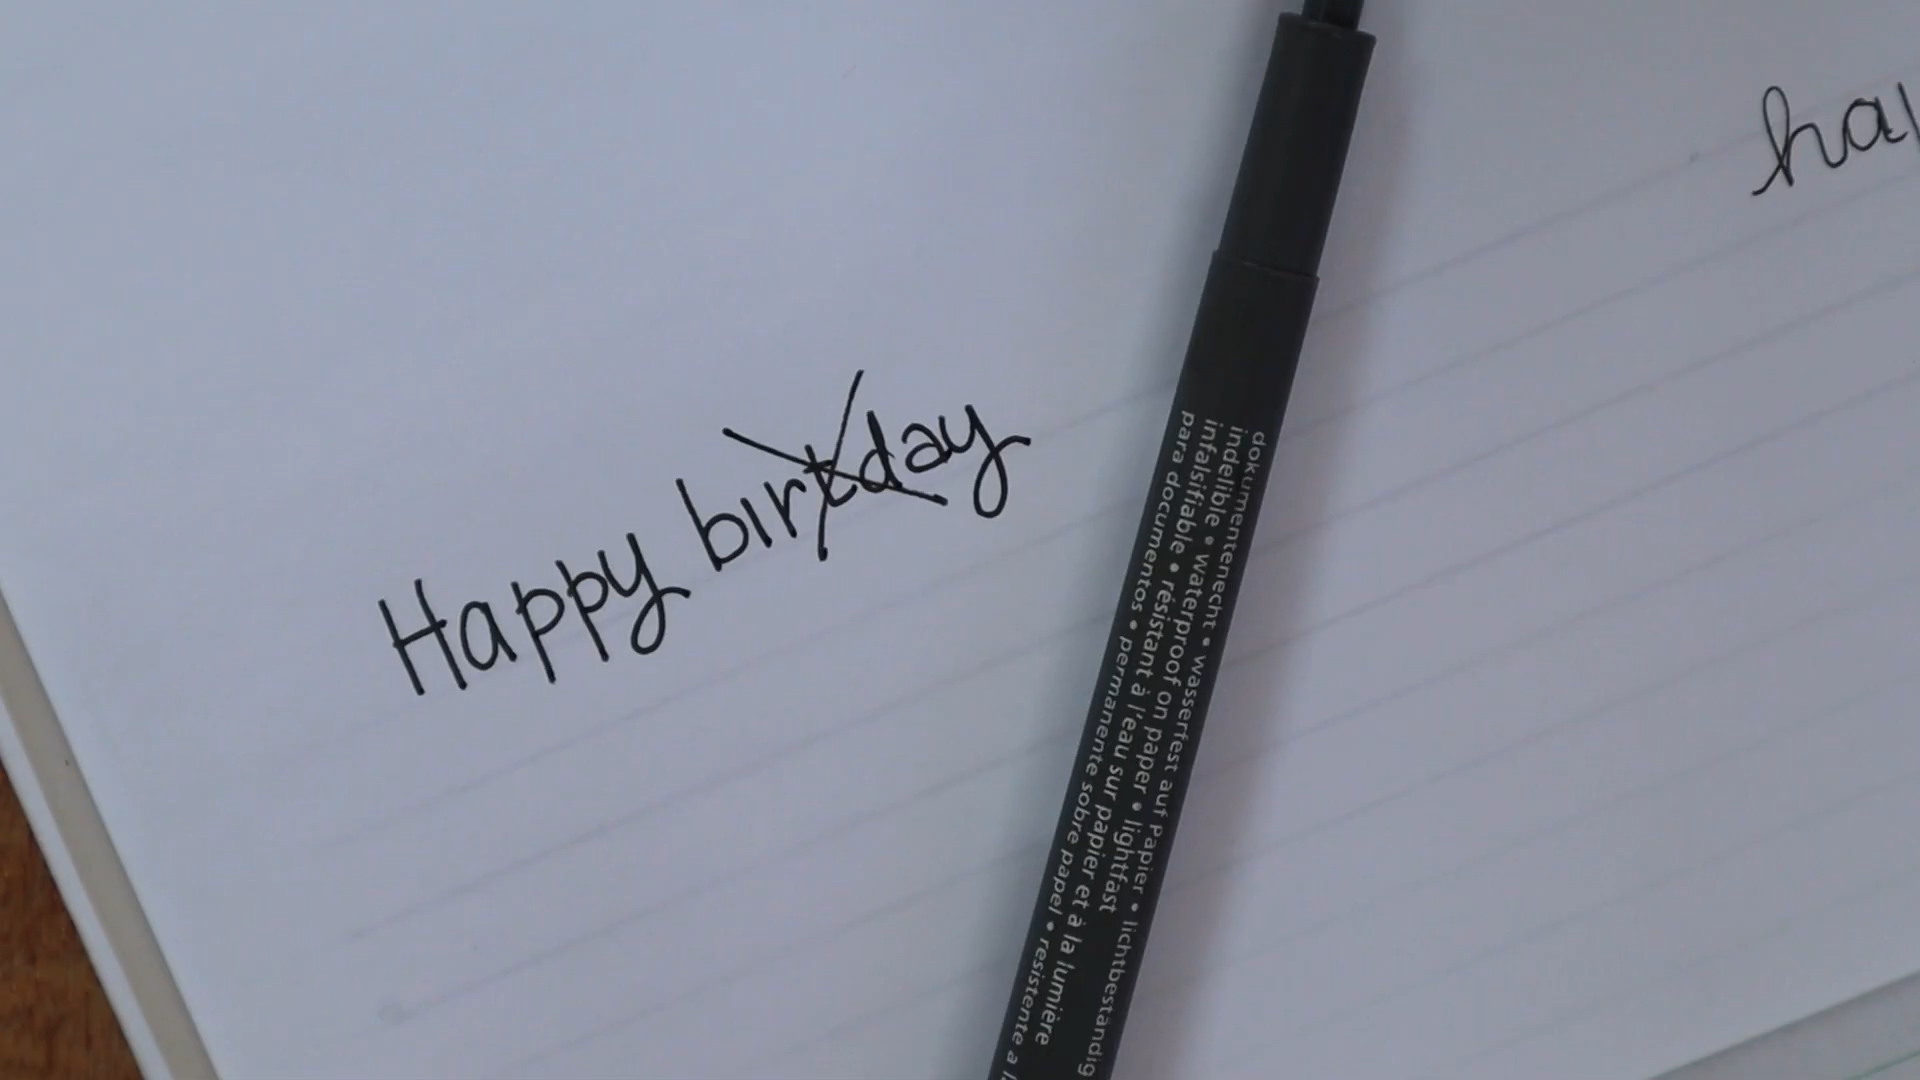 Happy birtday
ha
dokumentenecht • wasserfest auf Papier • lichtbeständig
indelible • waterproof on paper • lightfast
infalsifiable • résistant à l'eau sur papier et à la lumière
para documentos • permanente sobre papel • resistente a l